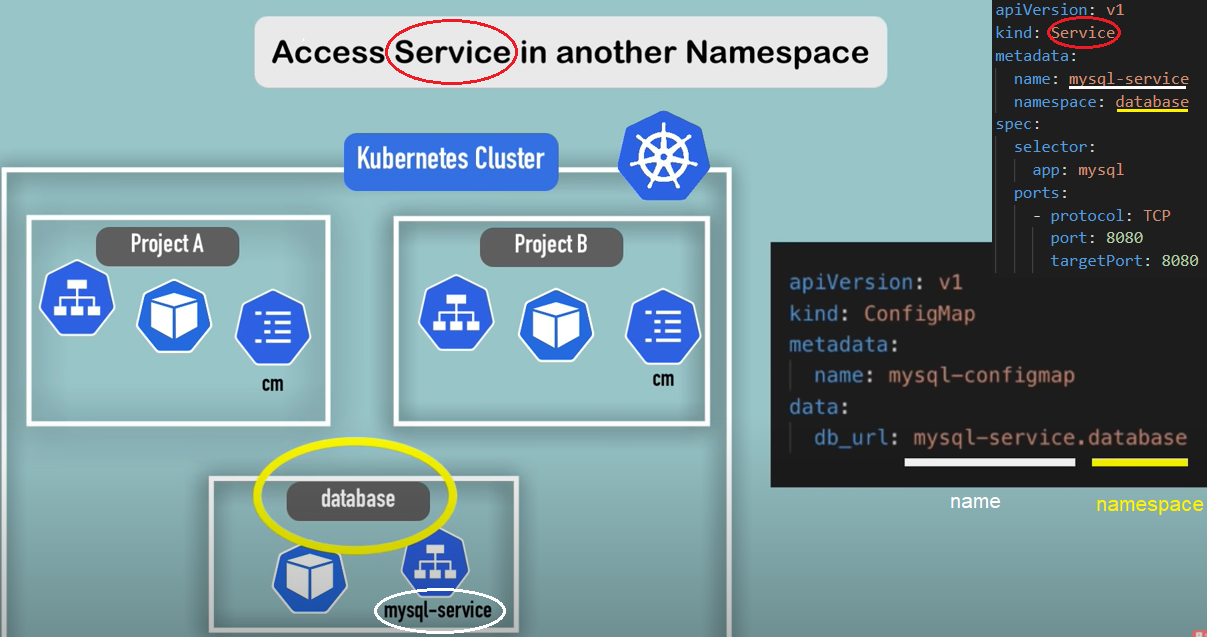 Access Service in another Namespace
Kubernetes Cluster
Project A
cm
Project B
cm
database
mysql-service
apiVersion: v1
kind: Service
metadata:
name: mysql-service
namespace: database
spec:
selector:
app: mysql
ports:
- protocol: TCP
port: 8080
targetPort: 8080
apiVersion: v1
kind: ConfigMap
metadata:
name: mysql-configmap
data:
db_url: mysql-service.database
name
namespace